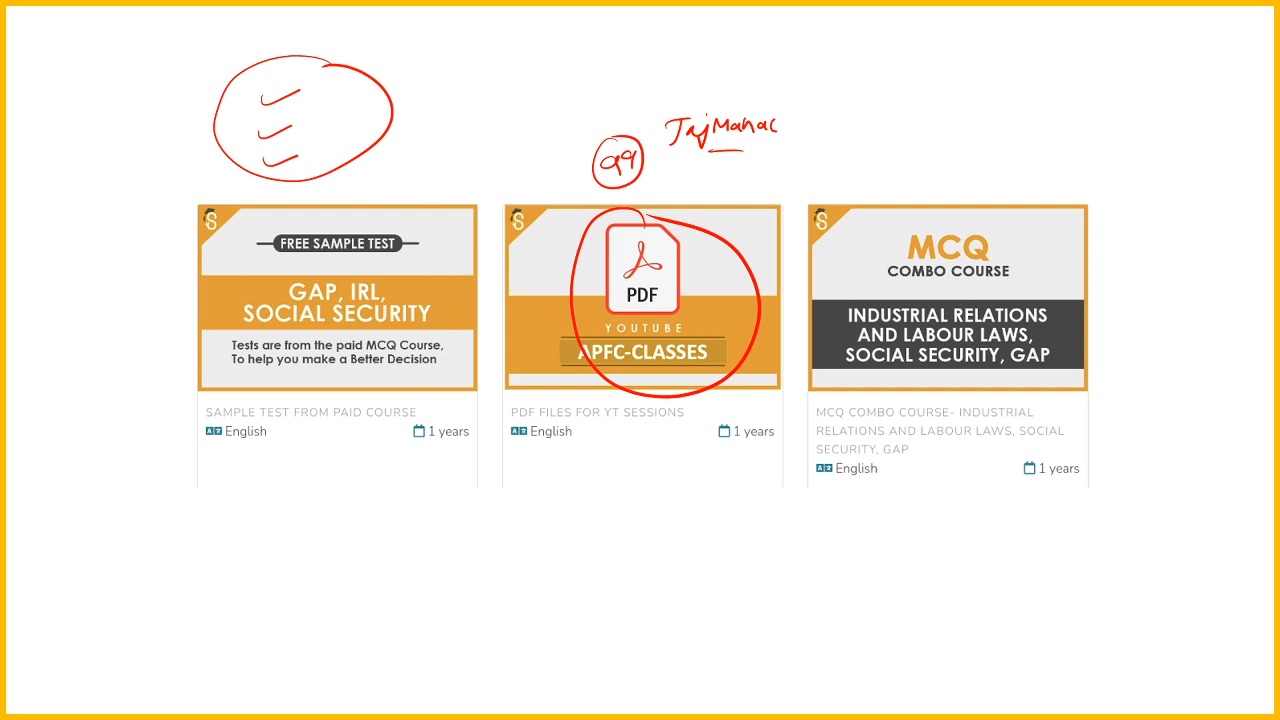 99
TajMahal
FREE SAMPLE TEST
GAP, IRL,
SOCIAL SECURITY
Tests are from the paid MCQ Course,
To help you make a Better Decision
SAMPLE TEST FROM PAID COURSE
English
1 years
PDF
YOUTUBE
APFC-CLASSES
PDF FILES FOR YT SESSIONS
English
1 years
MCQ
COMBO COURSE
INDUSTRIAL RELATIONS
AND LABOUR LAWS,
SOCIAL SECURITY, GAP
MCQ COMBO COURSE- INDUSTRIAL
RELATIONS AND LABOUR LAWS, SOCIAL
SECURITY, GAP
English
1 years